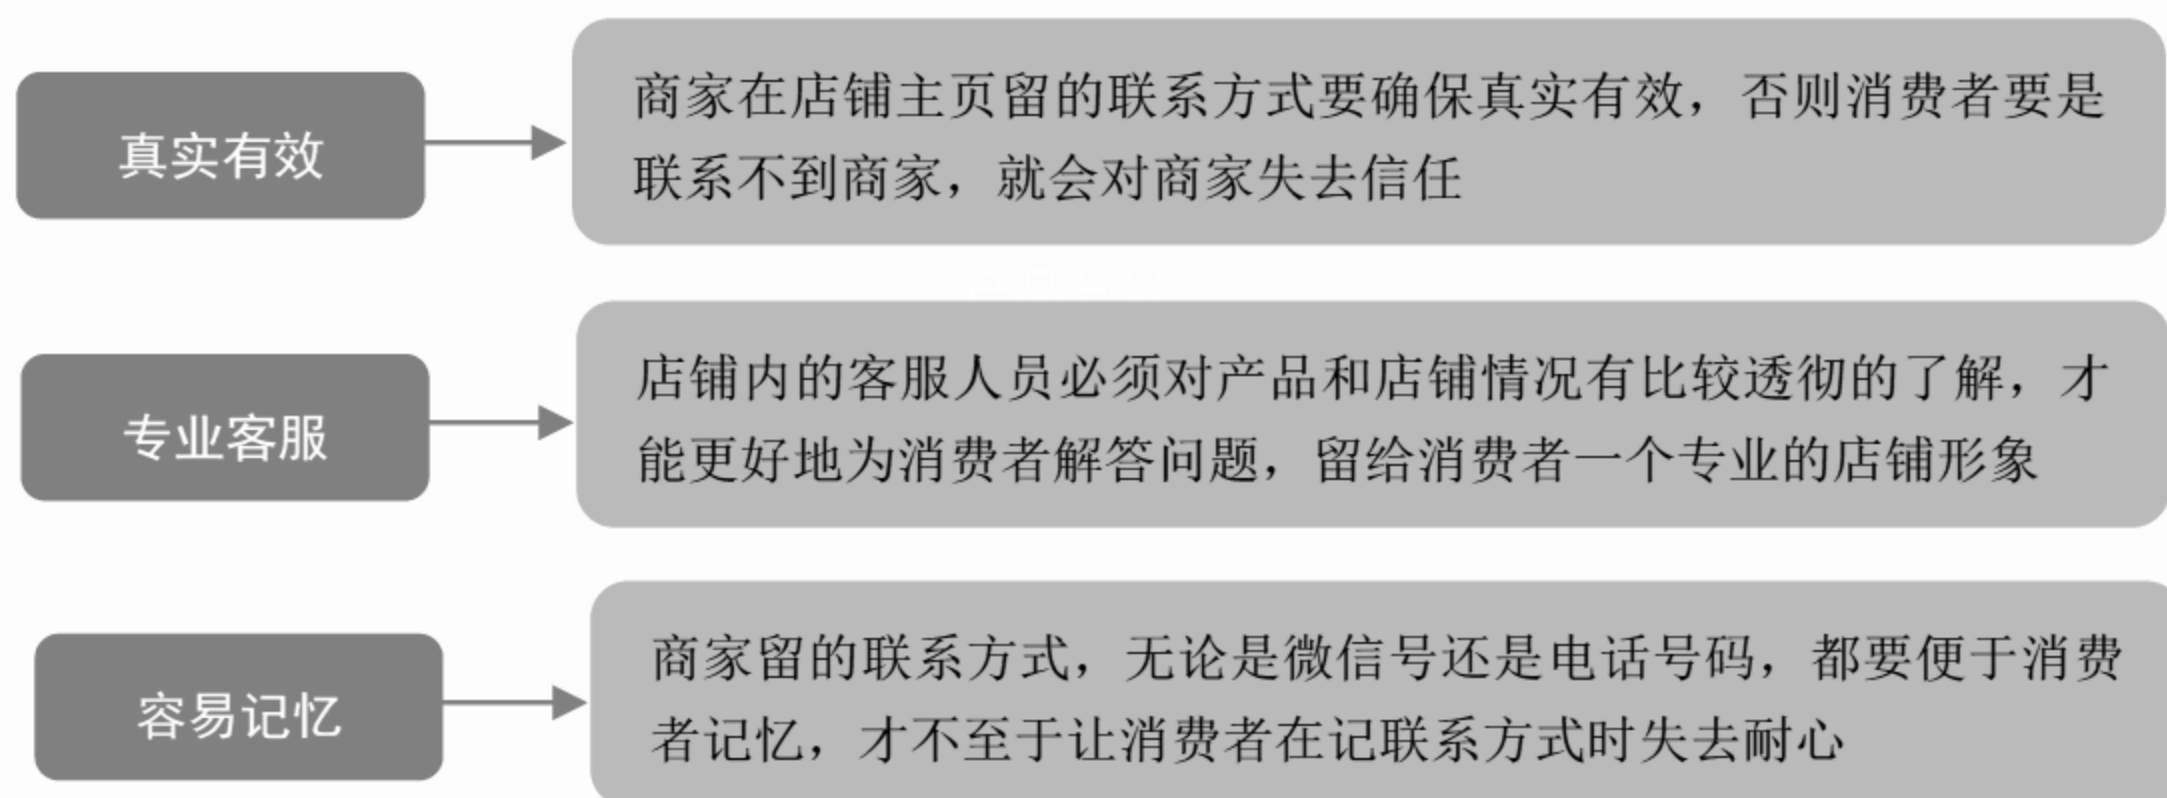 真实有效
商家在店铺主页留的联系方式要确保真实有效，否则消费者要是
联系不到商家，就会对商家失去信任
专业客服
店铺内的客服人员必须对产品和店铺情况有比较透彻的了解，才
能更好地为消费者解答问题，留给消费者一个专业的店铺形象
容易记忆
商家留的联系方式，无论是微信号还是电话号码，都要便于消费
者记忆，才不至于让消费者在记联系方式时失去耐心